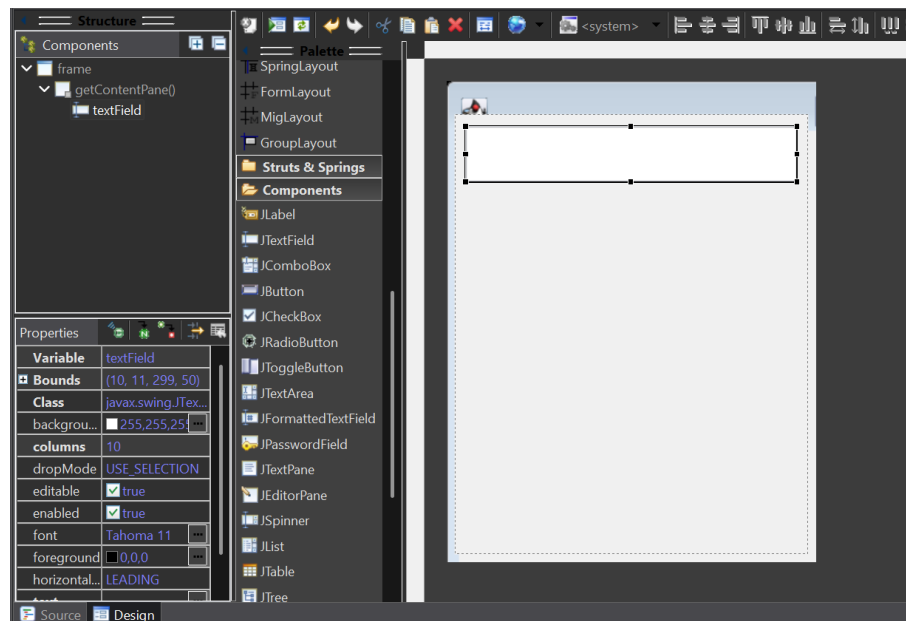 Structure
Components
frame
getContentPane()
textField
Properties
Variable textField
Bounds (10, 11, 299, 50)
Class javax.swing.JTex...
backgrou... 255,255,25
columns 10
dropMode USE_SELECTION
editable true
enabled true
font Tahoma 11
foreground 0,0,0
horizontal... LEADING
Source Design
<system>
Palette
SpringLayout
FormLayout
MigLayout
GroupLayout
Struts & Springs
Components
JLabel
JTextField
JComboBox
JButton
JCheckBox
JRadioButton
JToggleButton
JTextArea
JFormattedTextField
JPasswordField
JTextPane
JEditorPane
JSpinner
JList
JTable
JTree